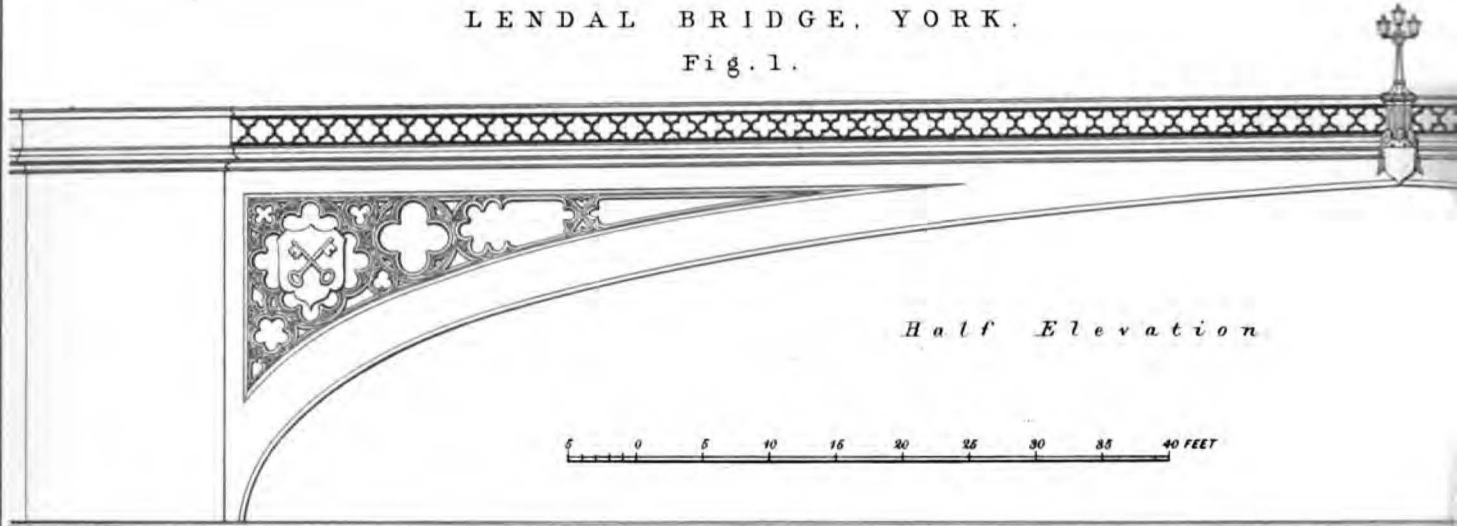 LENDAL BRIDGE, YORK.
Fig. 1.
Half Elevation
5 0 5 10 15 20 25 30 35 40 FEET